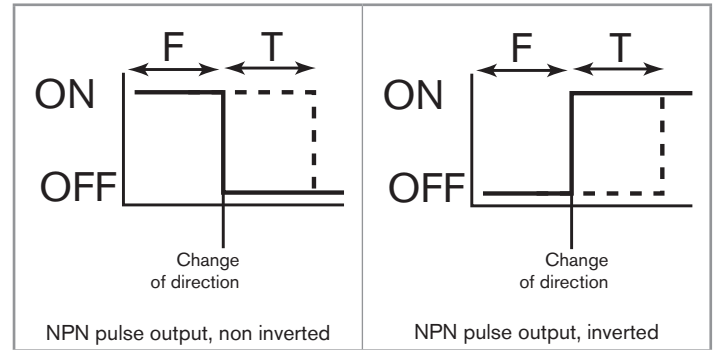 F T
ON
OFF
Change
of direction
NPN pulse output, non inverted
F T
ON
OFF
Change
of direction
NPN pulse output, inverted